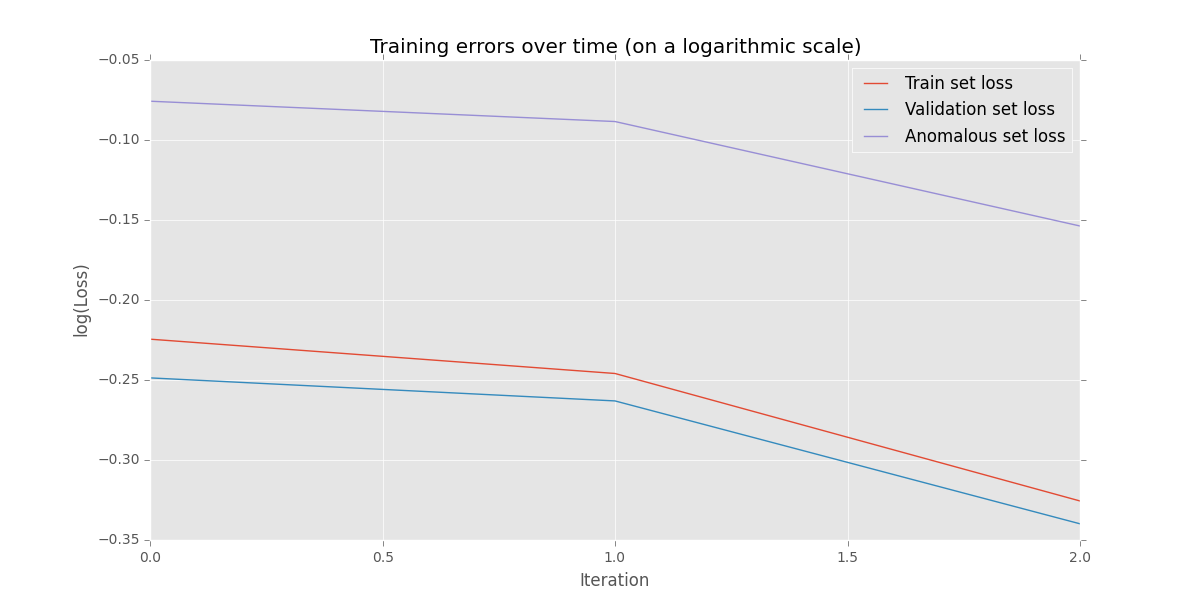 Training errors over time (on a logarithmic scale)
−0.05
−0.10
−0.15
−0.20
−0.25
−0.30
−0.35
log(Loss)
Train set loss
Validation set loss
Anomalous set loss
0.0 0.5 1.0 1.5 2.0
Iteration